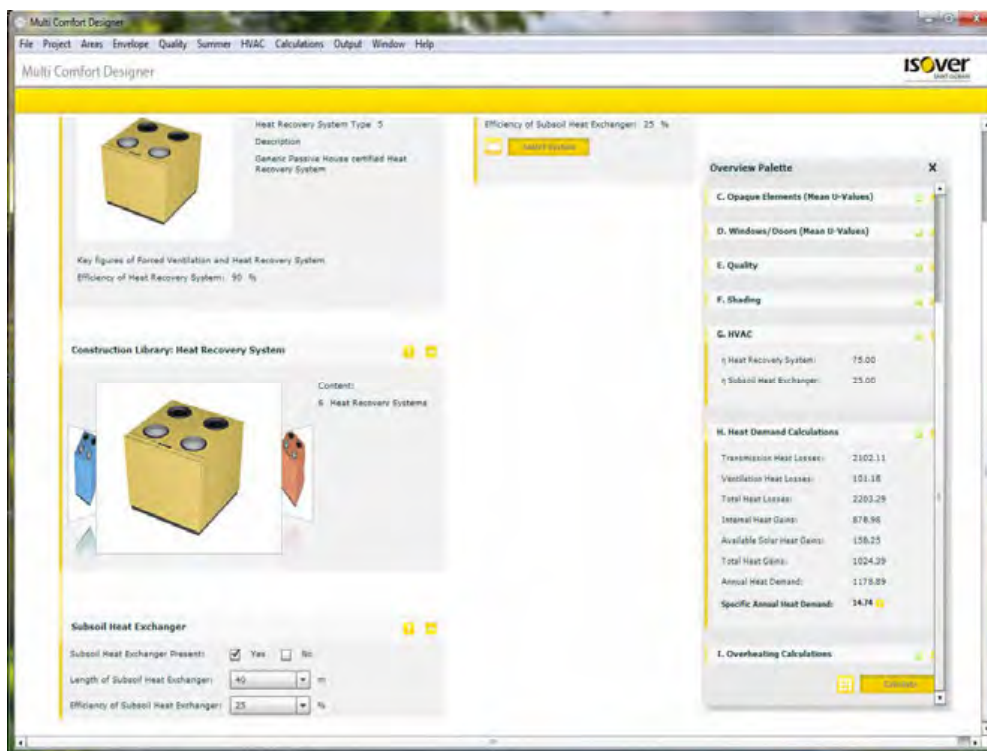 Multi Comfort Designer
File Project Areas Envelope Quality Summer HVAC Calculations Output Window Help
Multi Comfort Designer
ISOVER
SAINT-GOBAIN
Heat Recovery System Type 5
Description
Generic Passive House certified Heat
Recovery System
Key figures of Forced Ventilation and Heat Recovery System
Efficiency of Heat Recovery System: 90 %
Construction Library: Heat Recovery System
Content:
6 Heat Recovery Systems
Subsoil Heat Exchanger
Subsoil Heat Exchanger Present: Yes No
Length of Subsoil Heat Exchanger: 40 m
Efficiency of Subsoil Heat Exchanger: 25 %
Efficiency of Subsoil Heat Exchanger: 25 %
Overview Palette X
C. Opaque Elements (Mean U-Values)
D. Windows/Doors (Mean U-Values)
E. Quality
F. Shading
G. HVAC
η Heat Recovery System: 75.00
η Subsoil Heat Exchanger: 25.00
H. Heat Demand Calculations
Transmission Heat Losses: 2102.11
Ventilation Heat Losses: 101.18
Total Heat Losses: 2203.29
Internal Heat Gains: 878.96
Available Solar Heat Gains: 158.25
Total Heat Gains: 1024.39
Annual Heat Demand: 1178.89
Specific Annual Heat Demand: 14.74
I. Overheating Calculations
Calculate